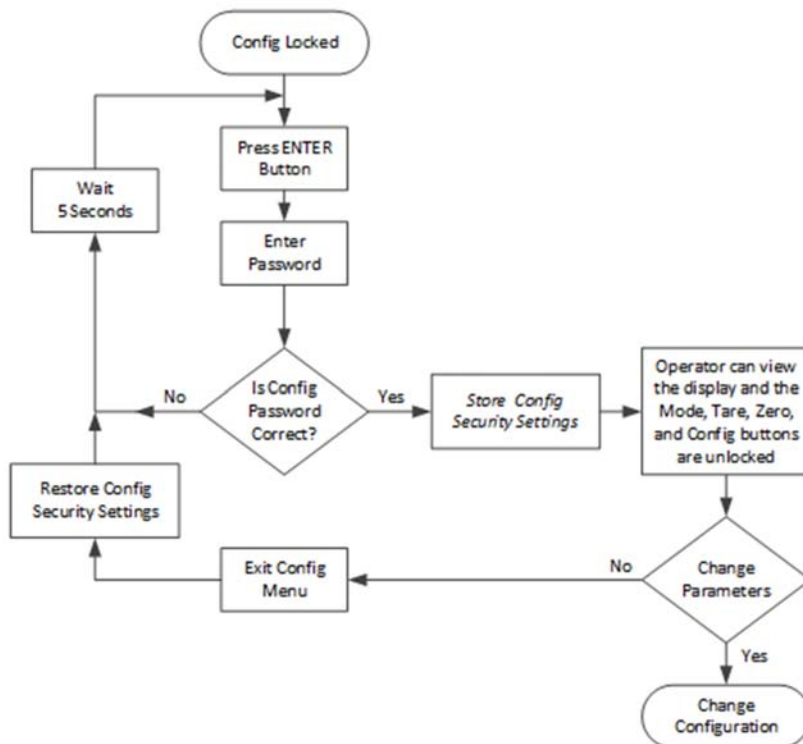 Config Locked
Press ENTER
Button
Wait
5 Seconds
Enter
Password
No
Is Config
Password
Correct?
Yes
Store Config
Security Settings
Operator can view
the display and the
Mode, Tare, Zero,
and Config buttons
are unlocked
Restore Config
Security Settings
Exit Config
Menu
No
Change
Parameters
Yes
Change
Configuration